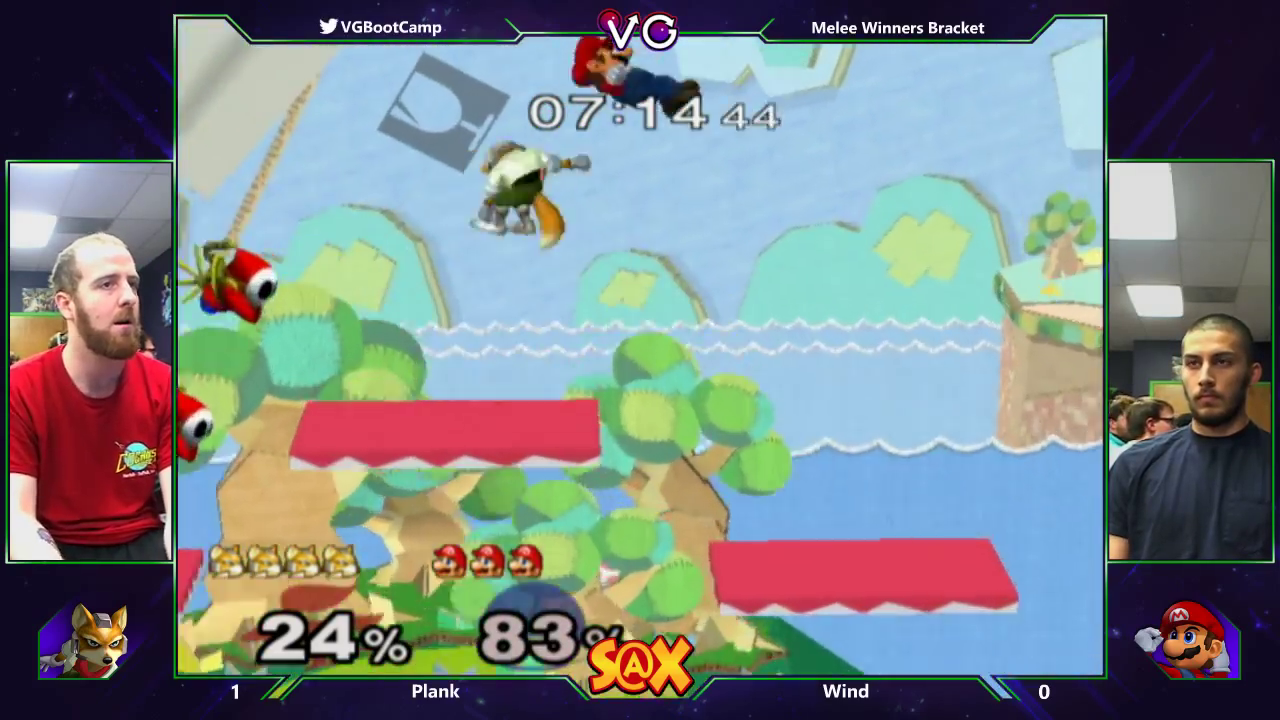 VGBootCamp
VG
Melee Winners Bracket
07:14 44
24%
83%
S@X
1
Plank
Wind
0